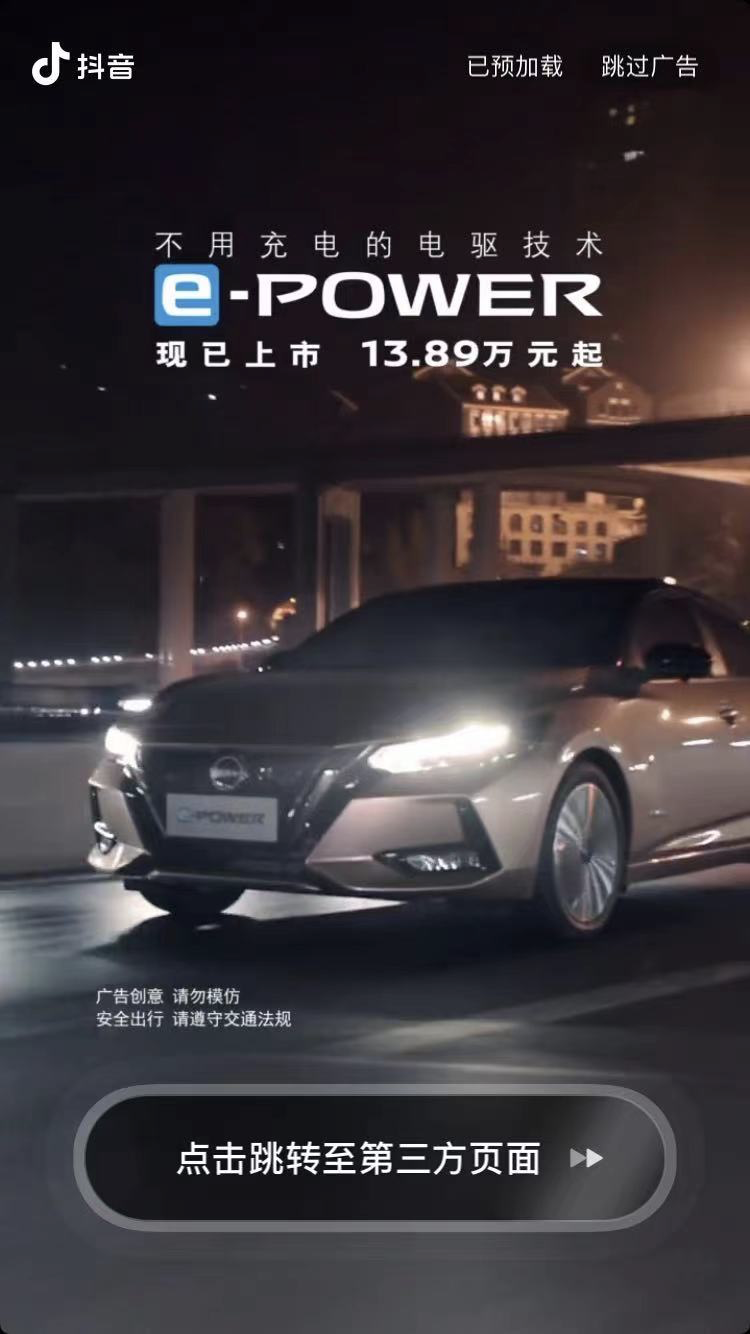 抖音
已预加载 跳过广告
不用充电的电驱技术
e-POWER
现已上市 13.89万元起
e-POWER
广告创意 请勿模仿
安全出行 请遵守交通法规
点击跳转至第三方页面